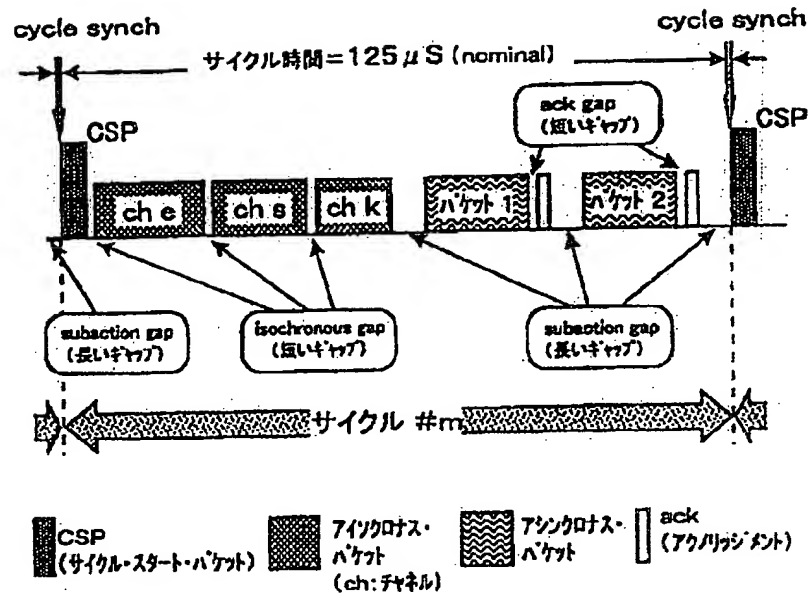 cycle synch
cycle synch
サイクル時間=125μS (nominal)
CSP
ack gap
(短いギャップ)
CSP
ch e
ch s
ch k
パケット 1
パケット 2
subaction gap
(長いギャップ)
isochronous gap
(短いギャップ)
subaction gap
(長いギャップ)
サイクル #m
CSP
(サイクル・スタート・パケット)
アイソクロナス・
パケット
(ch:チャネル)
アシンクロナス・
パケット
ack
(アクノリッジメント)